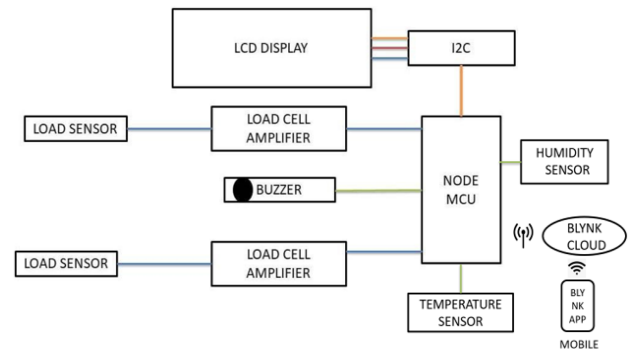 LCD DISPLAY
I2C
LOAD SENSOR
LOAD CELL
AMPLIFIER
HUMIDITY
SENSOR
NODE
MCU
BUZZER
BLYNK
CLOUD
LOAD SENSOR
LOAD CELL
AMPLIFIER
TEMPERATURE
SENSOR
BLY
NK
APP
MOBILE